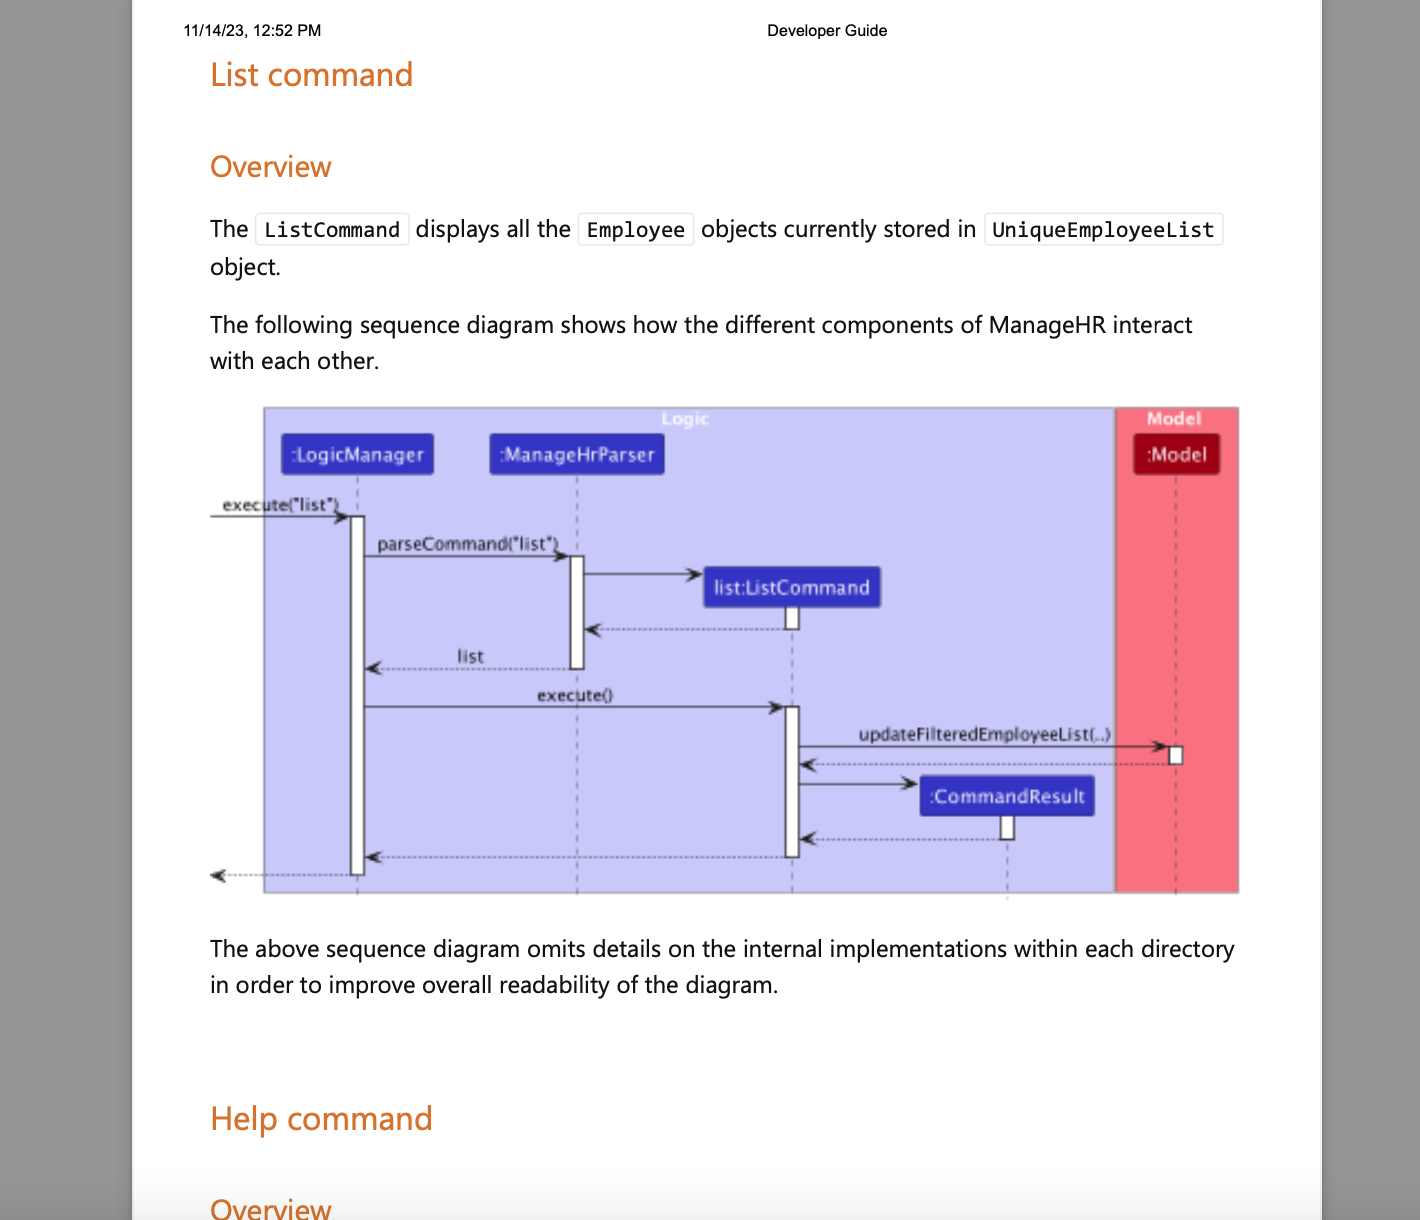 11/14/23, 12:52 PM Developer Guide
List command
Overview
The ListCommand displays all the Employee objects currently stored in UniqueEmployeeList
object.
The following sequence diagram shows how the different components of ManageHR interact
with each other.
Logic Model
:LogicManager :ManageHrParser :Model
execute("list")
parseCommand("list")
list:ListCommand
list
execute()
updateFilteredEmployeeList(..)
:CommandResult
The above sequence diagram omits details on the internal implementations within each directory
in order to improve overall readability of the diagram.
Help command
Overview